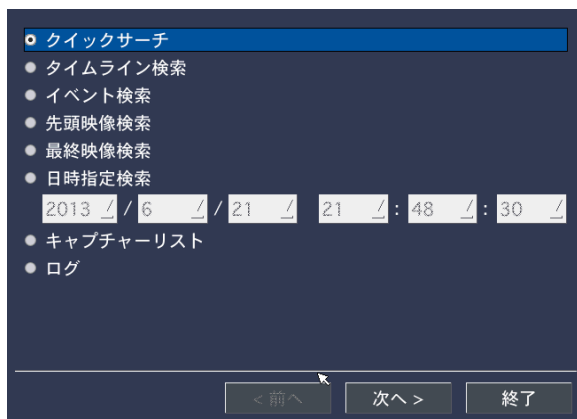 クイックサーチ
タイムライン検索
イベント検索
先頭映像検索
最終映像検索
日時指定検索
2013 / 6 / 21 21 : 48 : 30
キャプチャーリスト
ログ
< 前へ 次へ > 終了